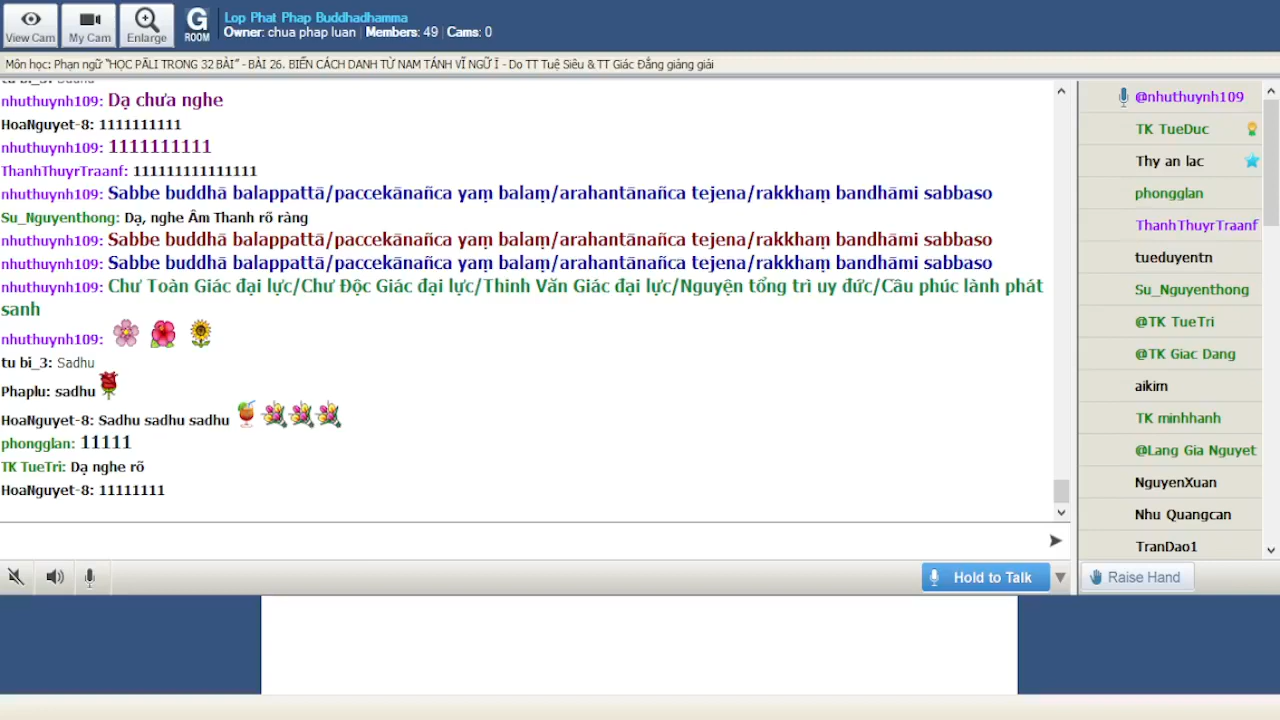 View Cam
My Cam
Enlarge
G
ROOM
Lop Phat Phap Buddhadhamma
Owner: chua phap luan | Members: 49 | Cams: 0
Môn học: Phạn ngữ "HỌC PĀLI TRONG 32 BÀI" - BÀI 26. BIẾN CÁCH DANH TỪ NAM TÁNH VĨ NGỮ Ī - Do TT Tuệ Siêu & TT Giác Đẳng giảng giải
tu bi_3: Sadhu
nhuthuynh109: Dạ chưa nghe
HoaNguyet-8: 1111111111
nhuthuynh109: 1111111111
ThanhThuyrTraanf: 111111111111111
nhuthuynh109: Sabbe buddhā balappattā/paccekānañca yaṃ balaṃ/arahantānañca tejena/rakkhaṃ bandhāmi sabbaso
Su_Nguyenthong: Dạ, nghe Âm Thanh rõ ràng
nhuthuynh109: Sabbe buddhā balappattā/paccekānañca yaṃ balaṃ/arahantānañca tejena/rakkhaṃ bandhāmi sabbaso
nhuthuynh109: Sabbe buddhā balappattā/paccekānañca yaṃ balaṃ/arahantānañca tejena/rakkhaṃ bandhāmi sabbaso
nhuthuynh109: Chư Toàn Giác đại lực/Chư Độc Giác đại lực/Thinh Văn Giác đại lực/Nguyện tổng trì uy đức/Cầu phúc lành phát
sanh
nhuthuynh109:
tu bi_3: Sadhu
Phaplu: sadhu
HoaNguyet-8: Sadhu sadhu sadhu
phongglan: 11111
TK TueTri: Dạ nghe rõ
HoaNguyet-8: 11111111
@nhuthuynh109
TK TueDuc
Thy an lac
phongglan
ThanhThuyrTraanf
tueduyentn
Su_Nguyenthong
@TK TueTri
@TK Giac Dang
aikim
TK minhhanh
@Lang Gia Nguyet
NguyenXuan
Nhu Quangcan
TranDao1
Hold to Talk
Raise Hand